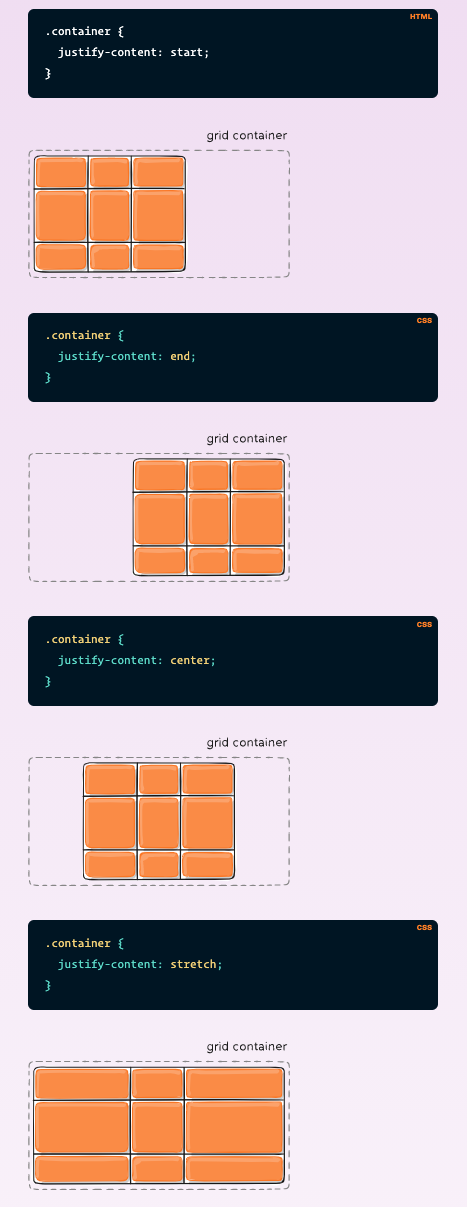 HTML
.container {
  justify-content: start;
}
grid container
CSS
.container {
  justify-content: end;
}
grid container
CSS
.container {
  justify-content: center;
}
grid container
CSS
.container {
  justify-content: stretch;
}
grid container